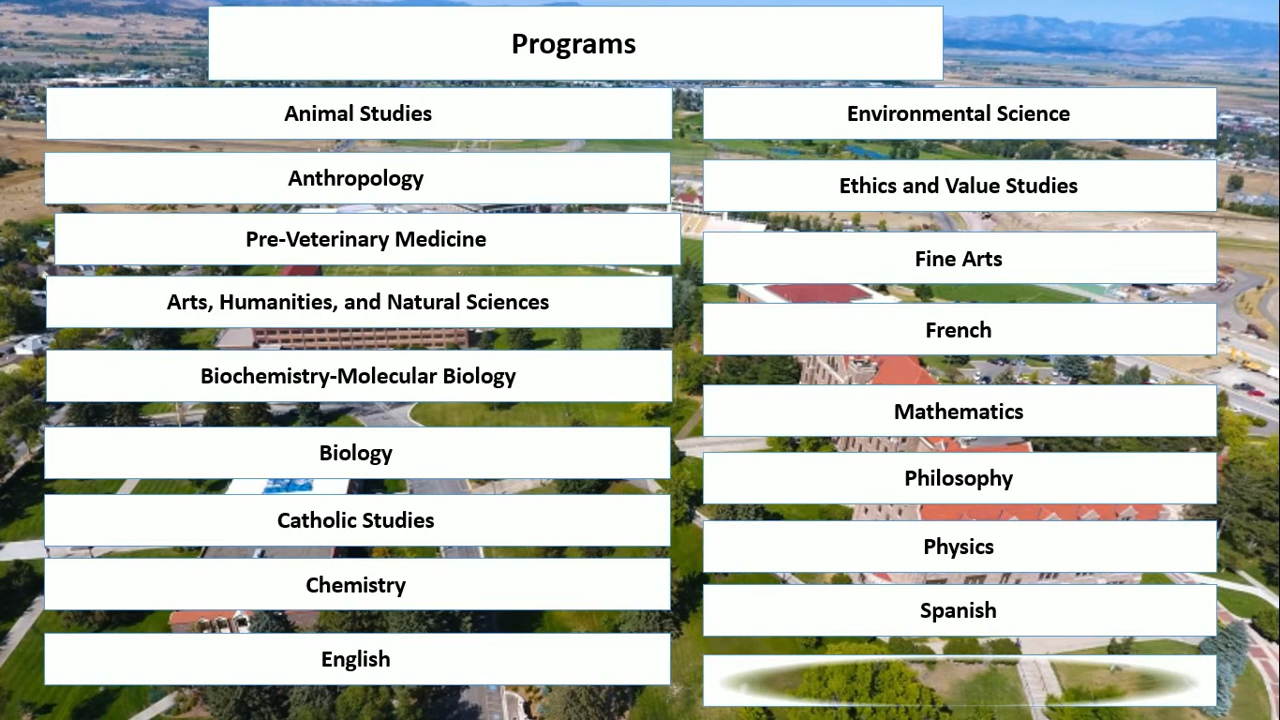 Programs
Animal Studies
Anthropology
Pre-Veterinary Medicine
Arts, Humanities, and Natural Sciences
Biochemistry-Molecular Biology
Biology
Catholic Studies
Chemistry
English
Environmental Science
Ethics and Value Studies
Fine Arts
French
Mathematics
Philosophy
Physics
Spanish